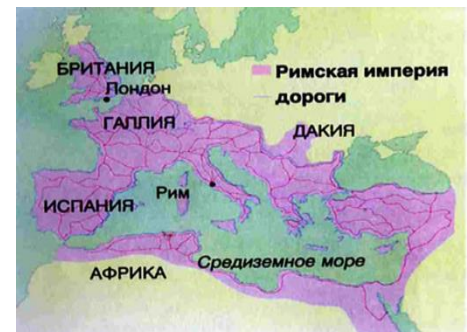 БРИТАНИЯ
Лондон
Римская империя
дороги
ГАЛЛИЯ
ДАКИЯ
Рим
ИСПАНИЯ
Средиземное море
АФРИКА